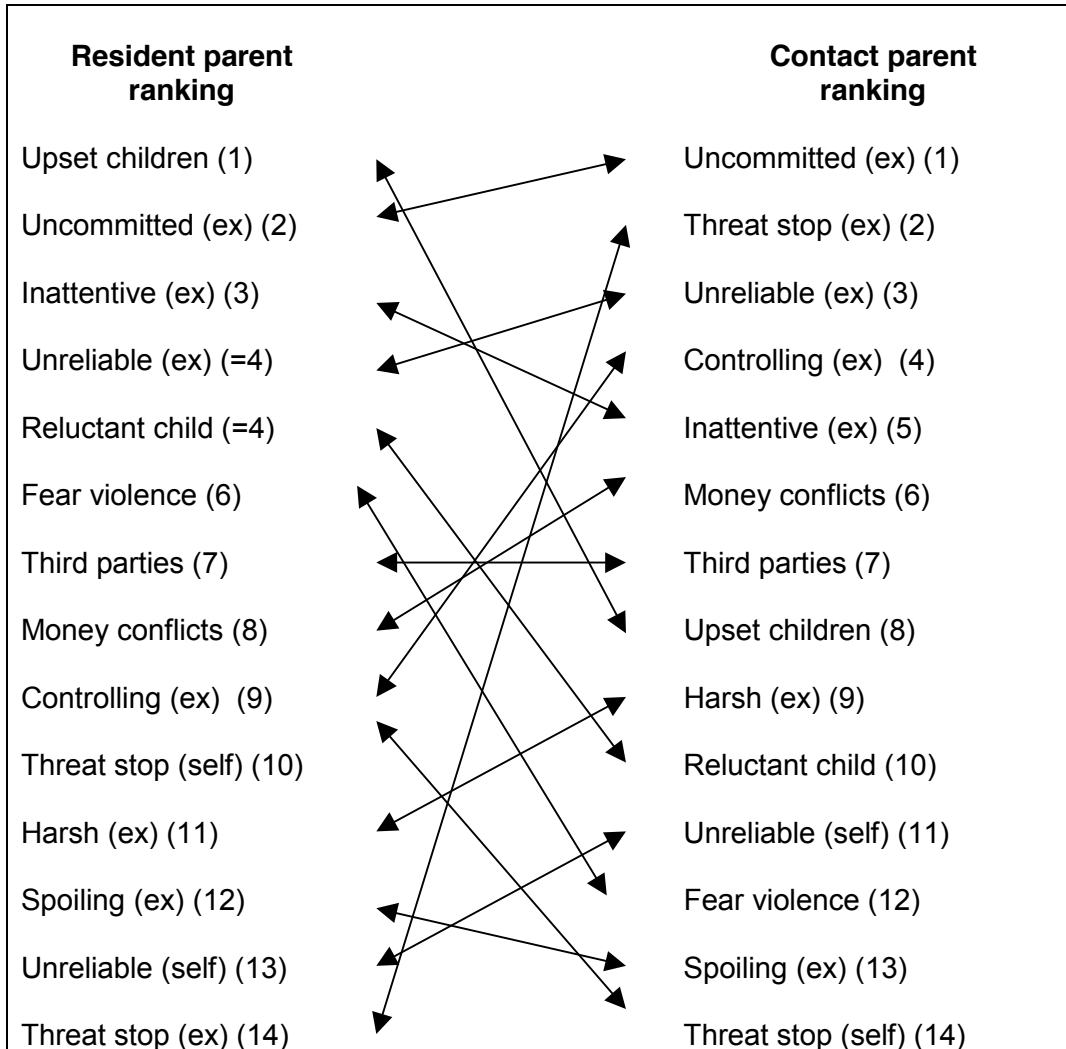 Resident parent
ranking
Contact parent
ranking
Upset children (1)
Uncommitted (ex) (1)
Uncommitted (ex) (2)
Threat stop (ex) (2)
Inattentive (ex) (3)
Unreliable (ex) (3)
Unreliable (ex) (=4)
Controlling (ex)  (4)
Reluctant child (=4)
Inattentive (ex) (5)
Fear violence (6)
Money conflicts (6)
Third parties (7)
Third parties (7)
Money conflicts (8)
Upset children (8)
Controlling (ex)  (9)
Harsh (ex) (9)
Threat stop (self) (10)
Reluctant child (10)
Harsh (ex) (11)
Unreliable (self) (11)
Spoiling (ex) (12)
Fear violence (12)
Unreliable (self) (13)
Spoiling (ex) (13)
Threat stop (ex) (14)
Threat stop (self) (14)